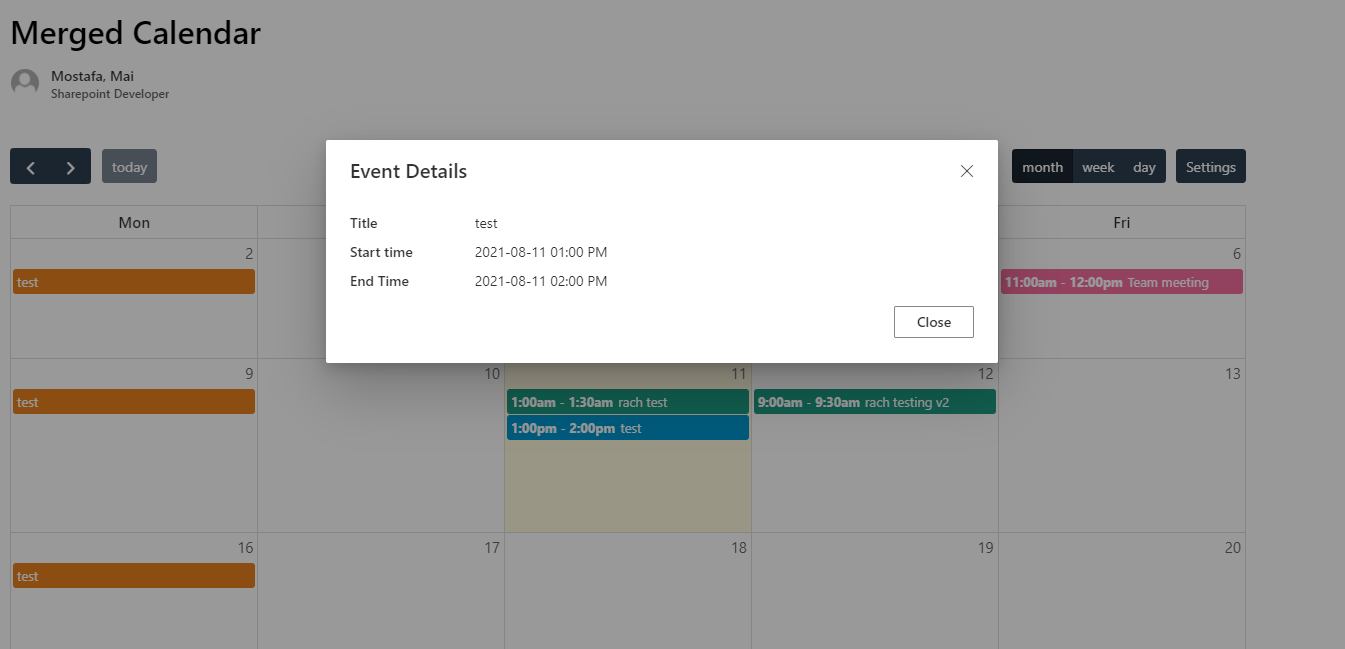 Merged Calendar
Mostafa, Mai
Sharepoint Developer
today
month week day Settings
Event Details
Title test
Start time 2021-08-11 01:00 PM
End Time 2021-08-11 02:00 PM
Close
Mon Fri
2 6
test 11:00am - 12:00pm Team meeting
9 10 11 12 13
test 1:00am - 1:30am rach test 9:00am - 9:30am rach testing v2
1:00pm - 2:00pm test
16 17 18 19 20
test